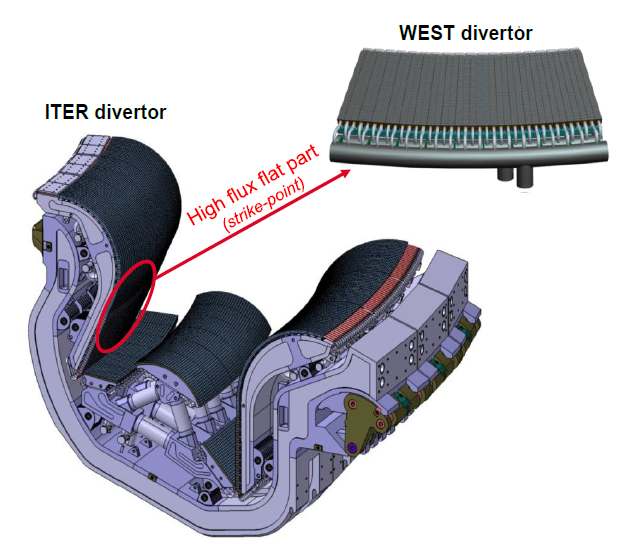 WEST divertor
ITER divertor
High flux flat part
(strike-point)